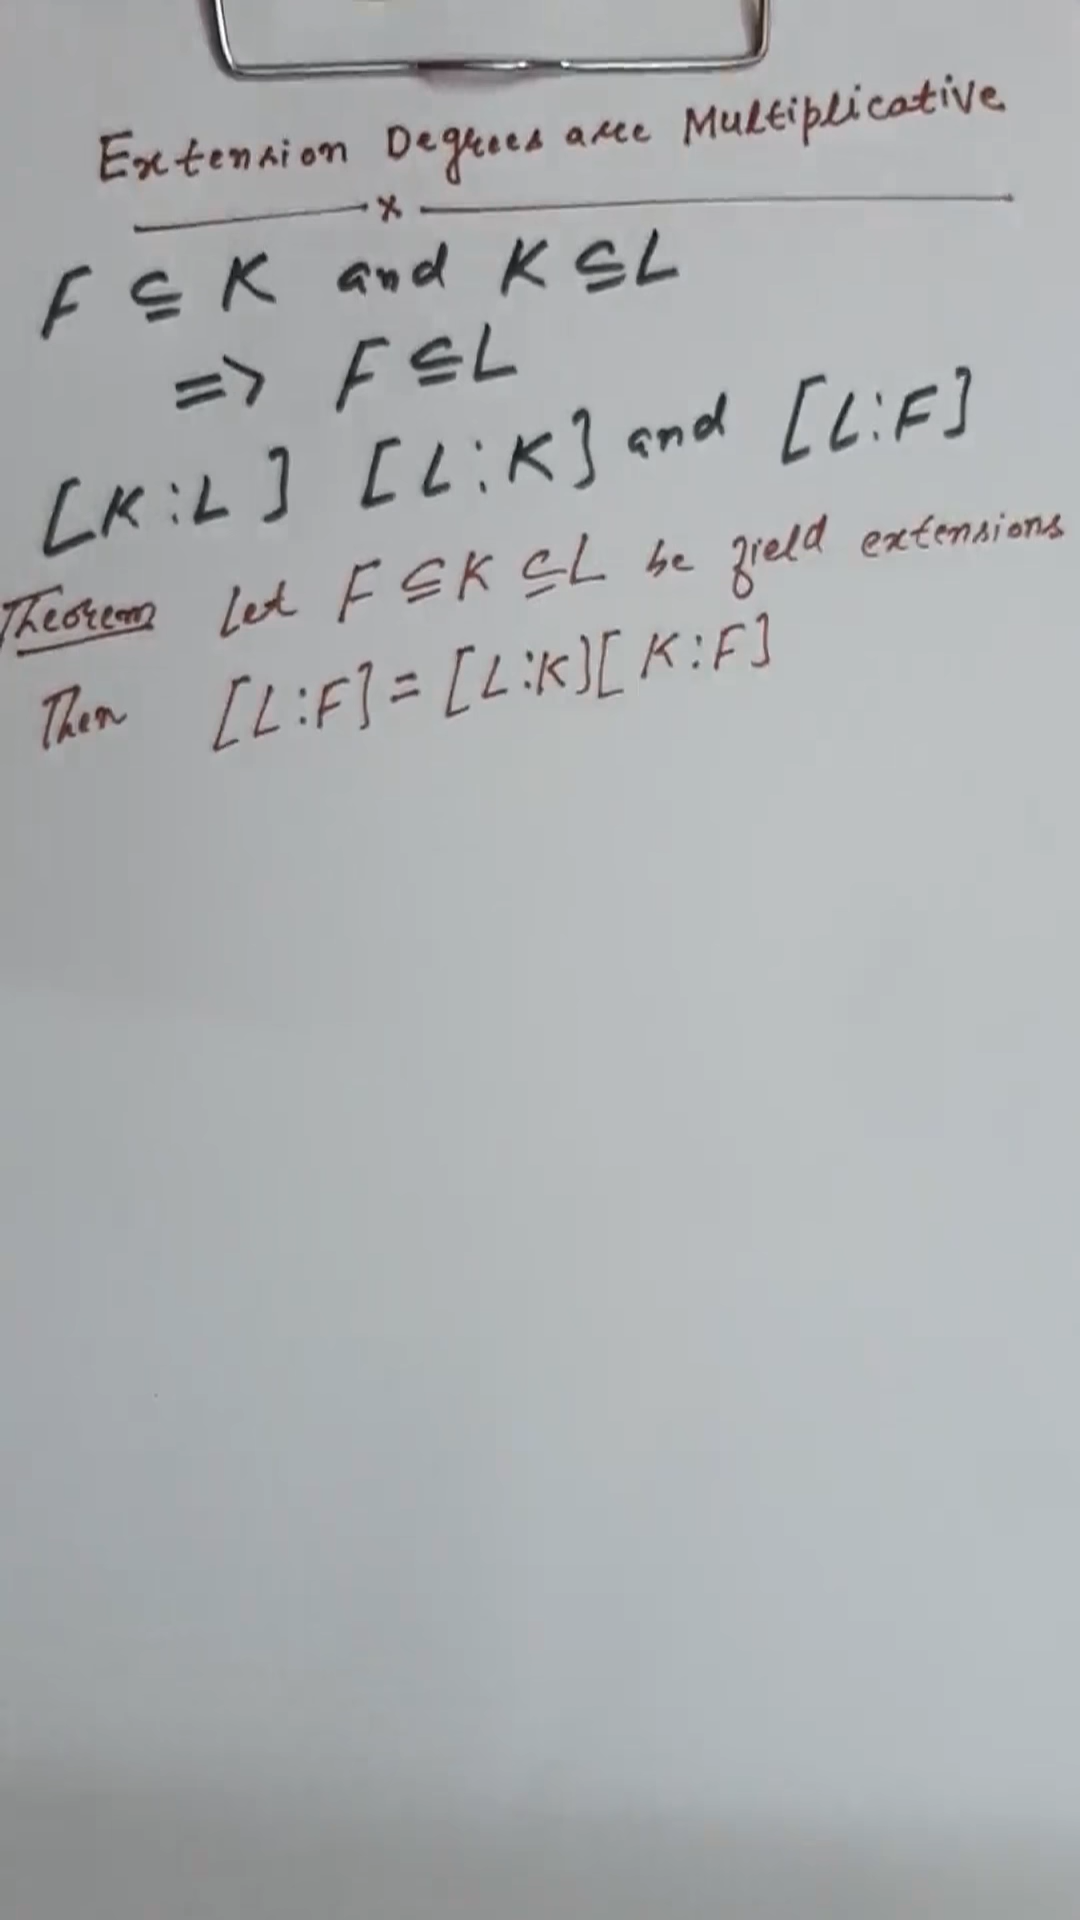 Extension Degrees are Multiplicative
x
F ⊆ K and K ⊆ L
=> F ⊆ L
[K:L] [L:K] and [L:F]
Theorem Let F ⊆ K ⊆ L be field extensions
Then [L:F] = [L:K][K:F]